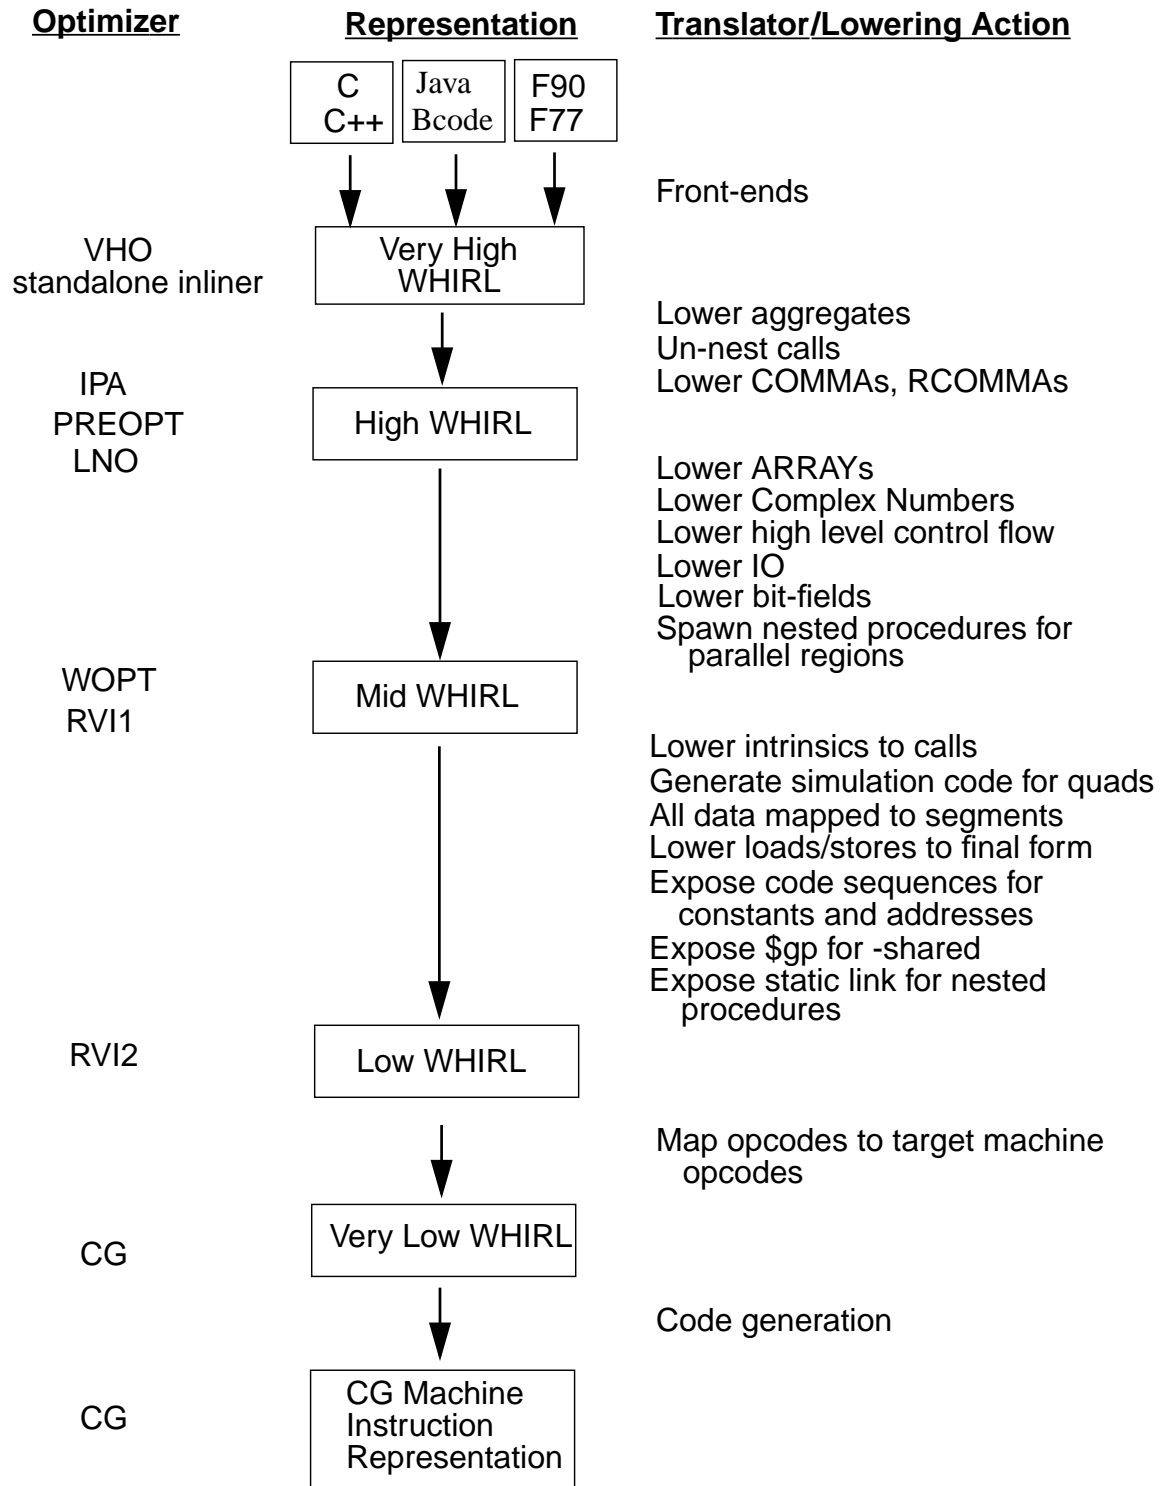 Optimizer
Representation
Translator/Lowering Action
C
C++
Java
Bcode
F90
F77
Front-ends
VHO
standalone inliner
Very High
WHIRL
Lower aggregates
Un-nest calls
Lower COMMAs, RCOMMAs
IPA
PREOPT
LNO
High WHIRL
Lower ARRAYs
Lower Complex Numbers
Lower high level control flow
Lower IO
Lower bit-fields
Spawn nested procedures for
parallel regions
WOPT
RVI1
Mid WHIRL
Lower intrinsics to calls
Generate simulation code for quads
All data mapped to segments
Lower loads/stores to final form
Expose code sequences for
constants and addresses
Expose $gp for -shared
Expose static link for nested
procedures
RVI2
Low WHIRL
Map opcodes to target machine
opcodes
CG
Very Low WHIRL
Code generation
CG
CG Machine
Instruction
Representation